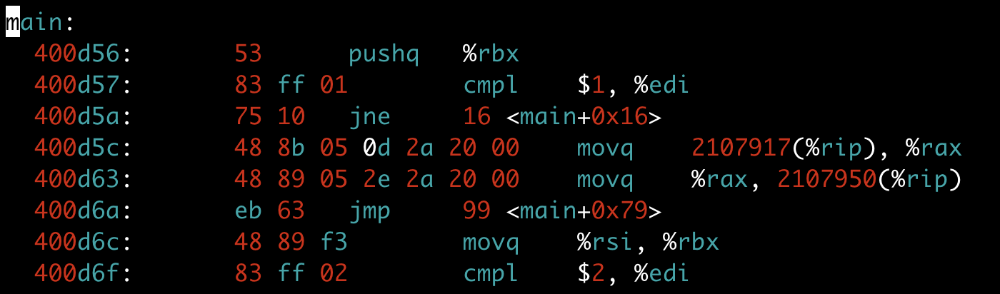 main:
400d56: 53 pushq %rbx
400d57: 83 ff 01 cmpl $1, %edi
400d5a: 75 10 jne 16 <main+0x16>
400d5c: 48 8b 05 0d 2a 20 00 movq 2107917(%rip), %rax
400d63: 48 89 05 2e 2a 20 00 movq %rax, 2107950(%rip)
400d6a: eb 63 jmp 99 <main+0x79>
400d6c: 48 89 f3 movq %rsi, %rbx
400d6f: 83 ff 02 cmpl $2, %edi